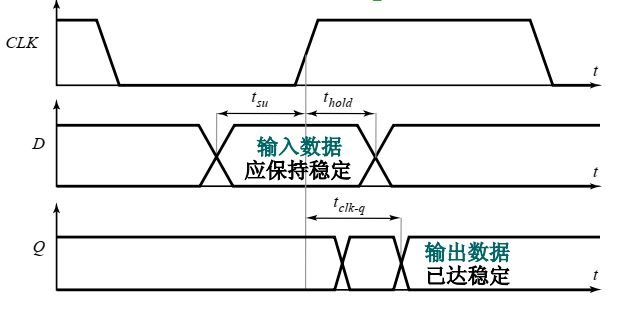 CLK
t
t_su
t_hold
D
输入数据
应保持稳定
t
t_clk-q
Q
输出数据
已达稳定
t